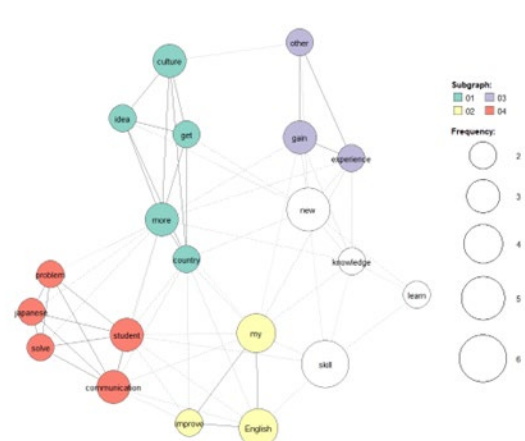 other
culture
Subgraph:
01 03
02 04
idea
get
gain
Frequency:
experience
2
3
new
more
4
country
knowledge
problem
learn
5
japanese
student
my
solve
skill
6
communication
improve
English